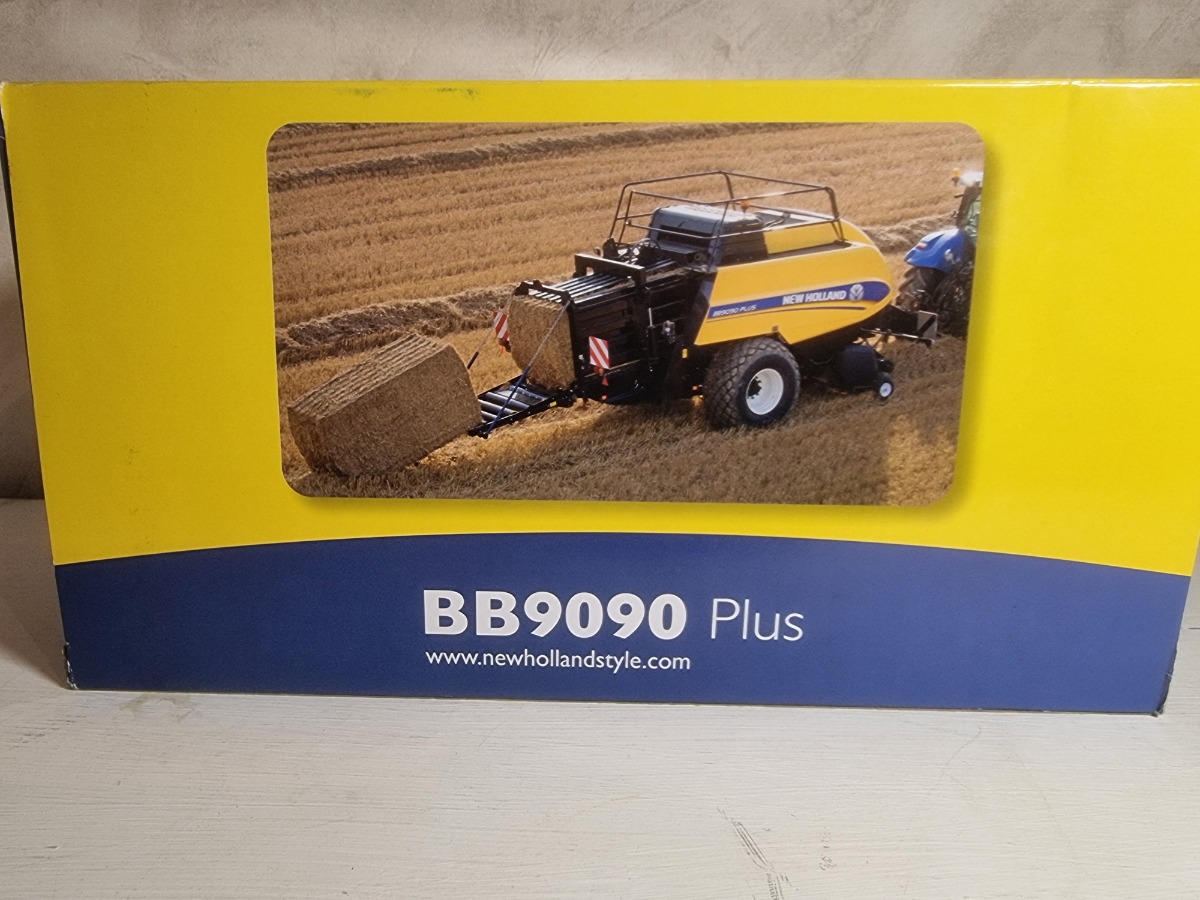 NEW HOLLAND
BB9090 PLUS
BB9090 Plus
www.newhollandstyle.com